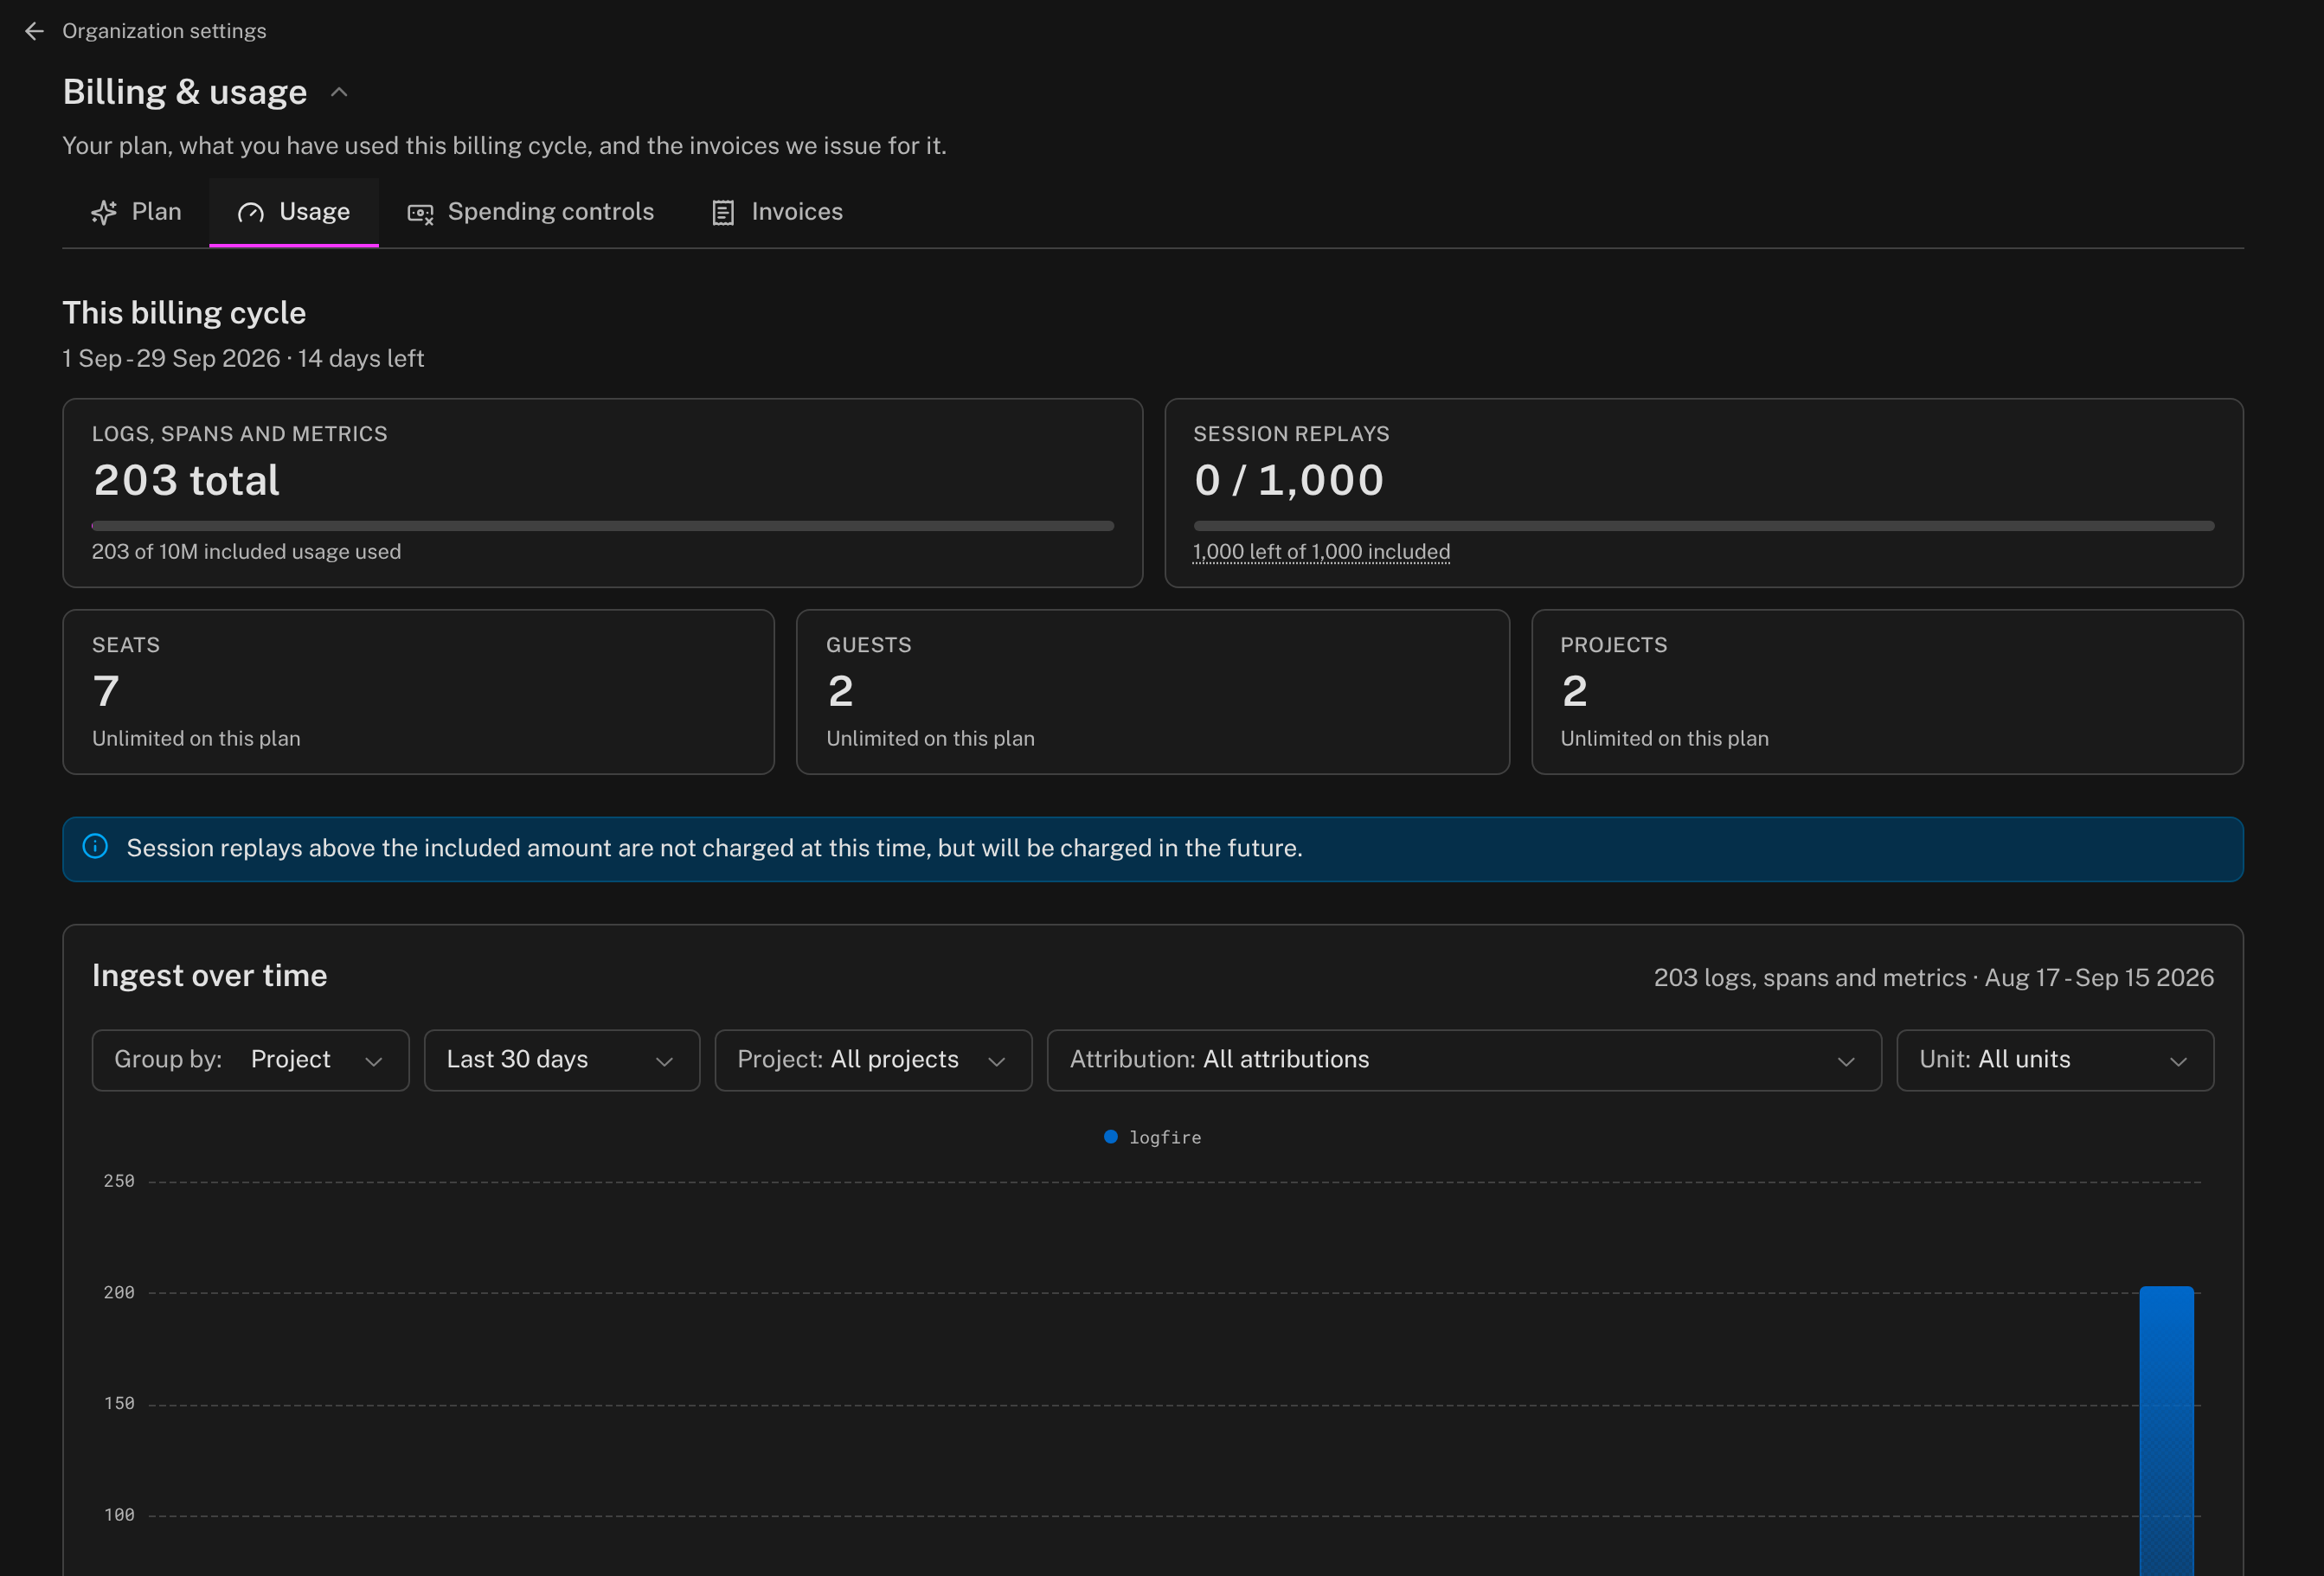 Organization settings
Billing & usage
Your plan, what you have used this billing cycle, and the invoices we issue for it.
Plan
Usage
Spending controls
Invoices
This billing cycle
1 Sep - 29 Sep 2026 · 14 days left
LOGS, SPANS AND METRICS
203 total
203 of 10M included usage used
SESSION REPLAYS
0 / 1,000
1,000 left of 1,000 included
SEATS
7
Unlimited on this plan
GUESTS
2
Unlimited on this plan
PROJECTS
2
Unlimited on this plan
Session replays above the included amount are not charged at this time, but will be charged in the future.
Ingest over time
203 logs, spans and metrics · Aug 17 - Sep 15 2026
Group by: Project
Last 30 days
Project: All projects
Attribution: All attributions
Unit: All units
logfire
250
200
150
100